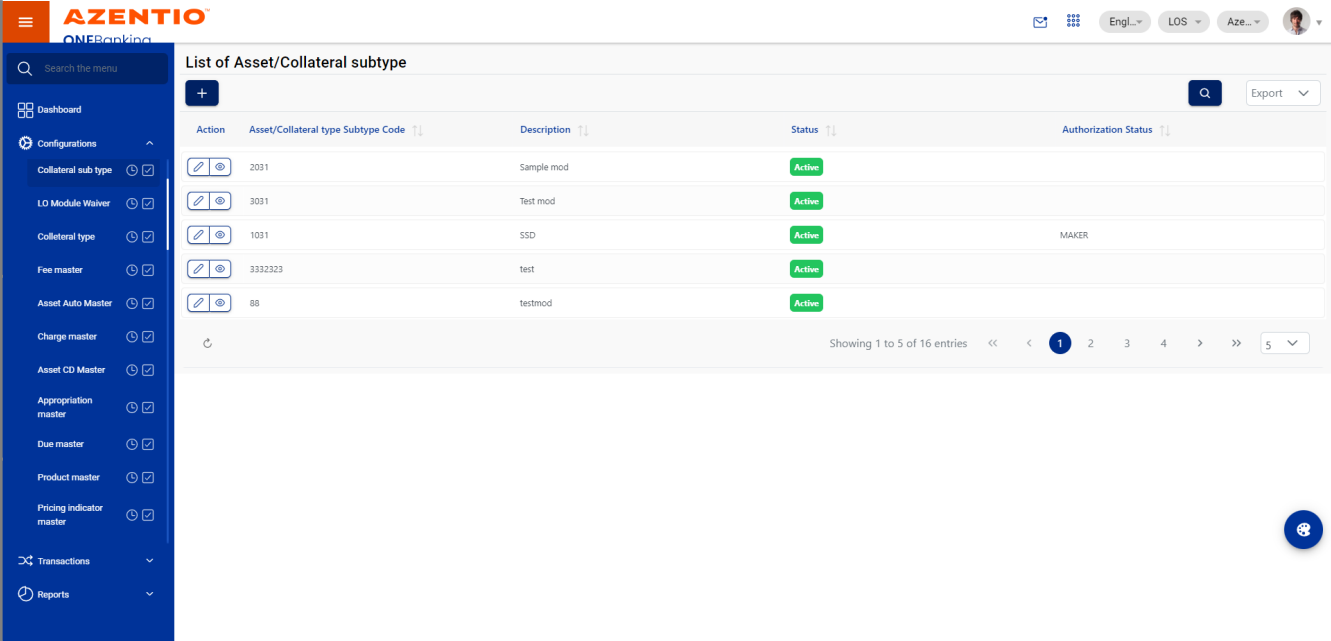 AZENTIO
ONEBanking
Engl...
LOS
Aze...
Search the menu
Dashboard
Configurations
Collateral sub type
LO Module Waiver
Colleteral type
Fee master
Asset Auto Master
Charge master
Asset CD Master
Appropriation
master
Due master
Product master
Pricing indicator
master
Transactions
Reports
List of Asset/Collateral subtype
+
Export
Action Asset/Collateral type Subtype Code Description Status Authorization Status
2031 Sample mod Active
3031 Test mod Active
1031 SSD Active MAKER
3332323 test Active
88 testmod Active
Showing 1 to 5 of 16 entries << < 1 2 3 4 > >> 5